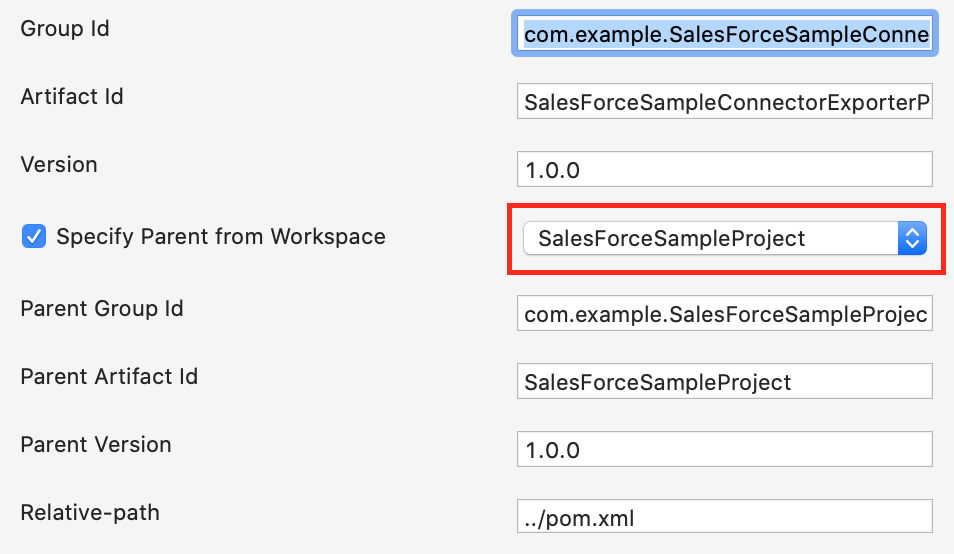 Group Id com.example.SalesForceSampleConne
Artifact Id SalesForceSampleConnectorExporterP
Version 1.0.0
Specify Parent from Workspace SalesForceSampleProject
Parent Group Id com.example.SalesForceSampleProjec
Parent Artifact Id SalesForceSampleProject
Parent Version 1.0.0
Relative-path ../pom.xml